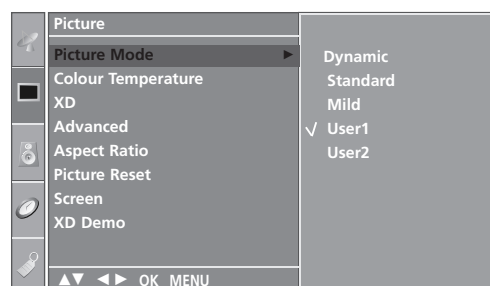 Picture
Picture Mode ►
Colour Temperature
XD
Advanced
Aspect Ratio
Picture Reset
Screen
XD Demo
▲▼ ◄► OK MENU
Dynamic
Standard
Mild
√ User1
User2